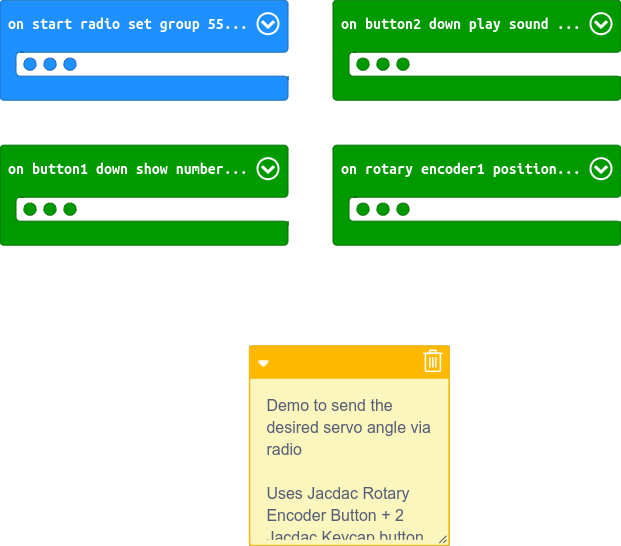 on start radio set group 55...
on button2 down play sound ...
on button1 down show number...
on rotary encoder1 position...
Demo to send the
desired servo angle via
radio
Uses Jacdac Rotary
Encoder Button + 2
Jacdac Keycap button